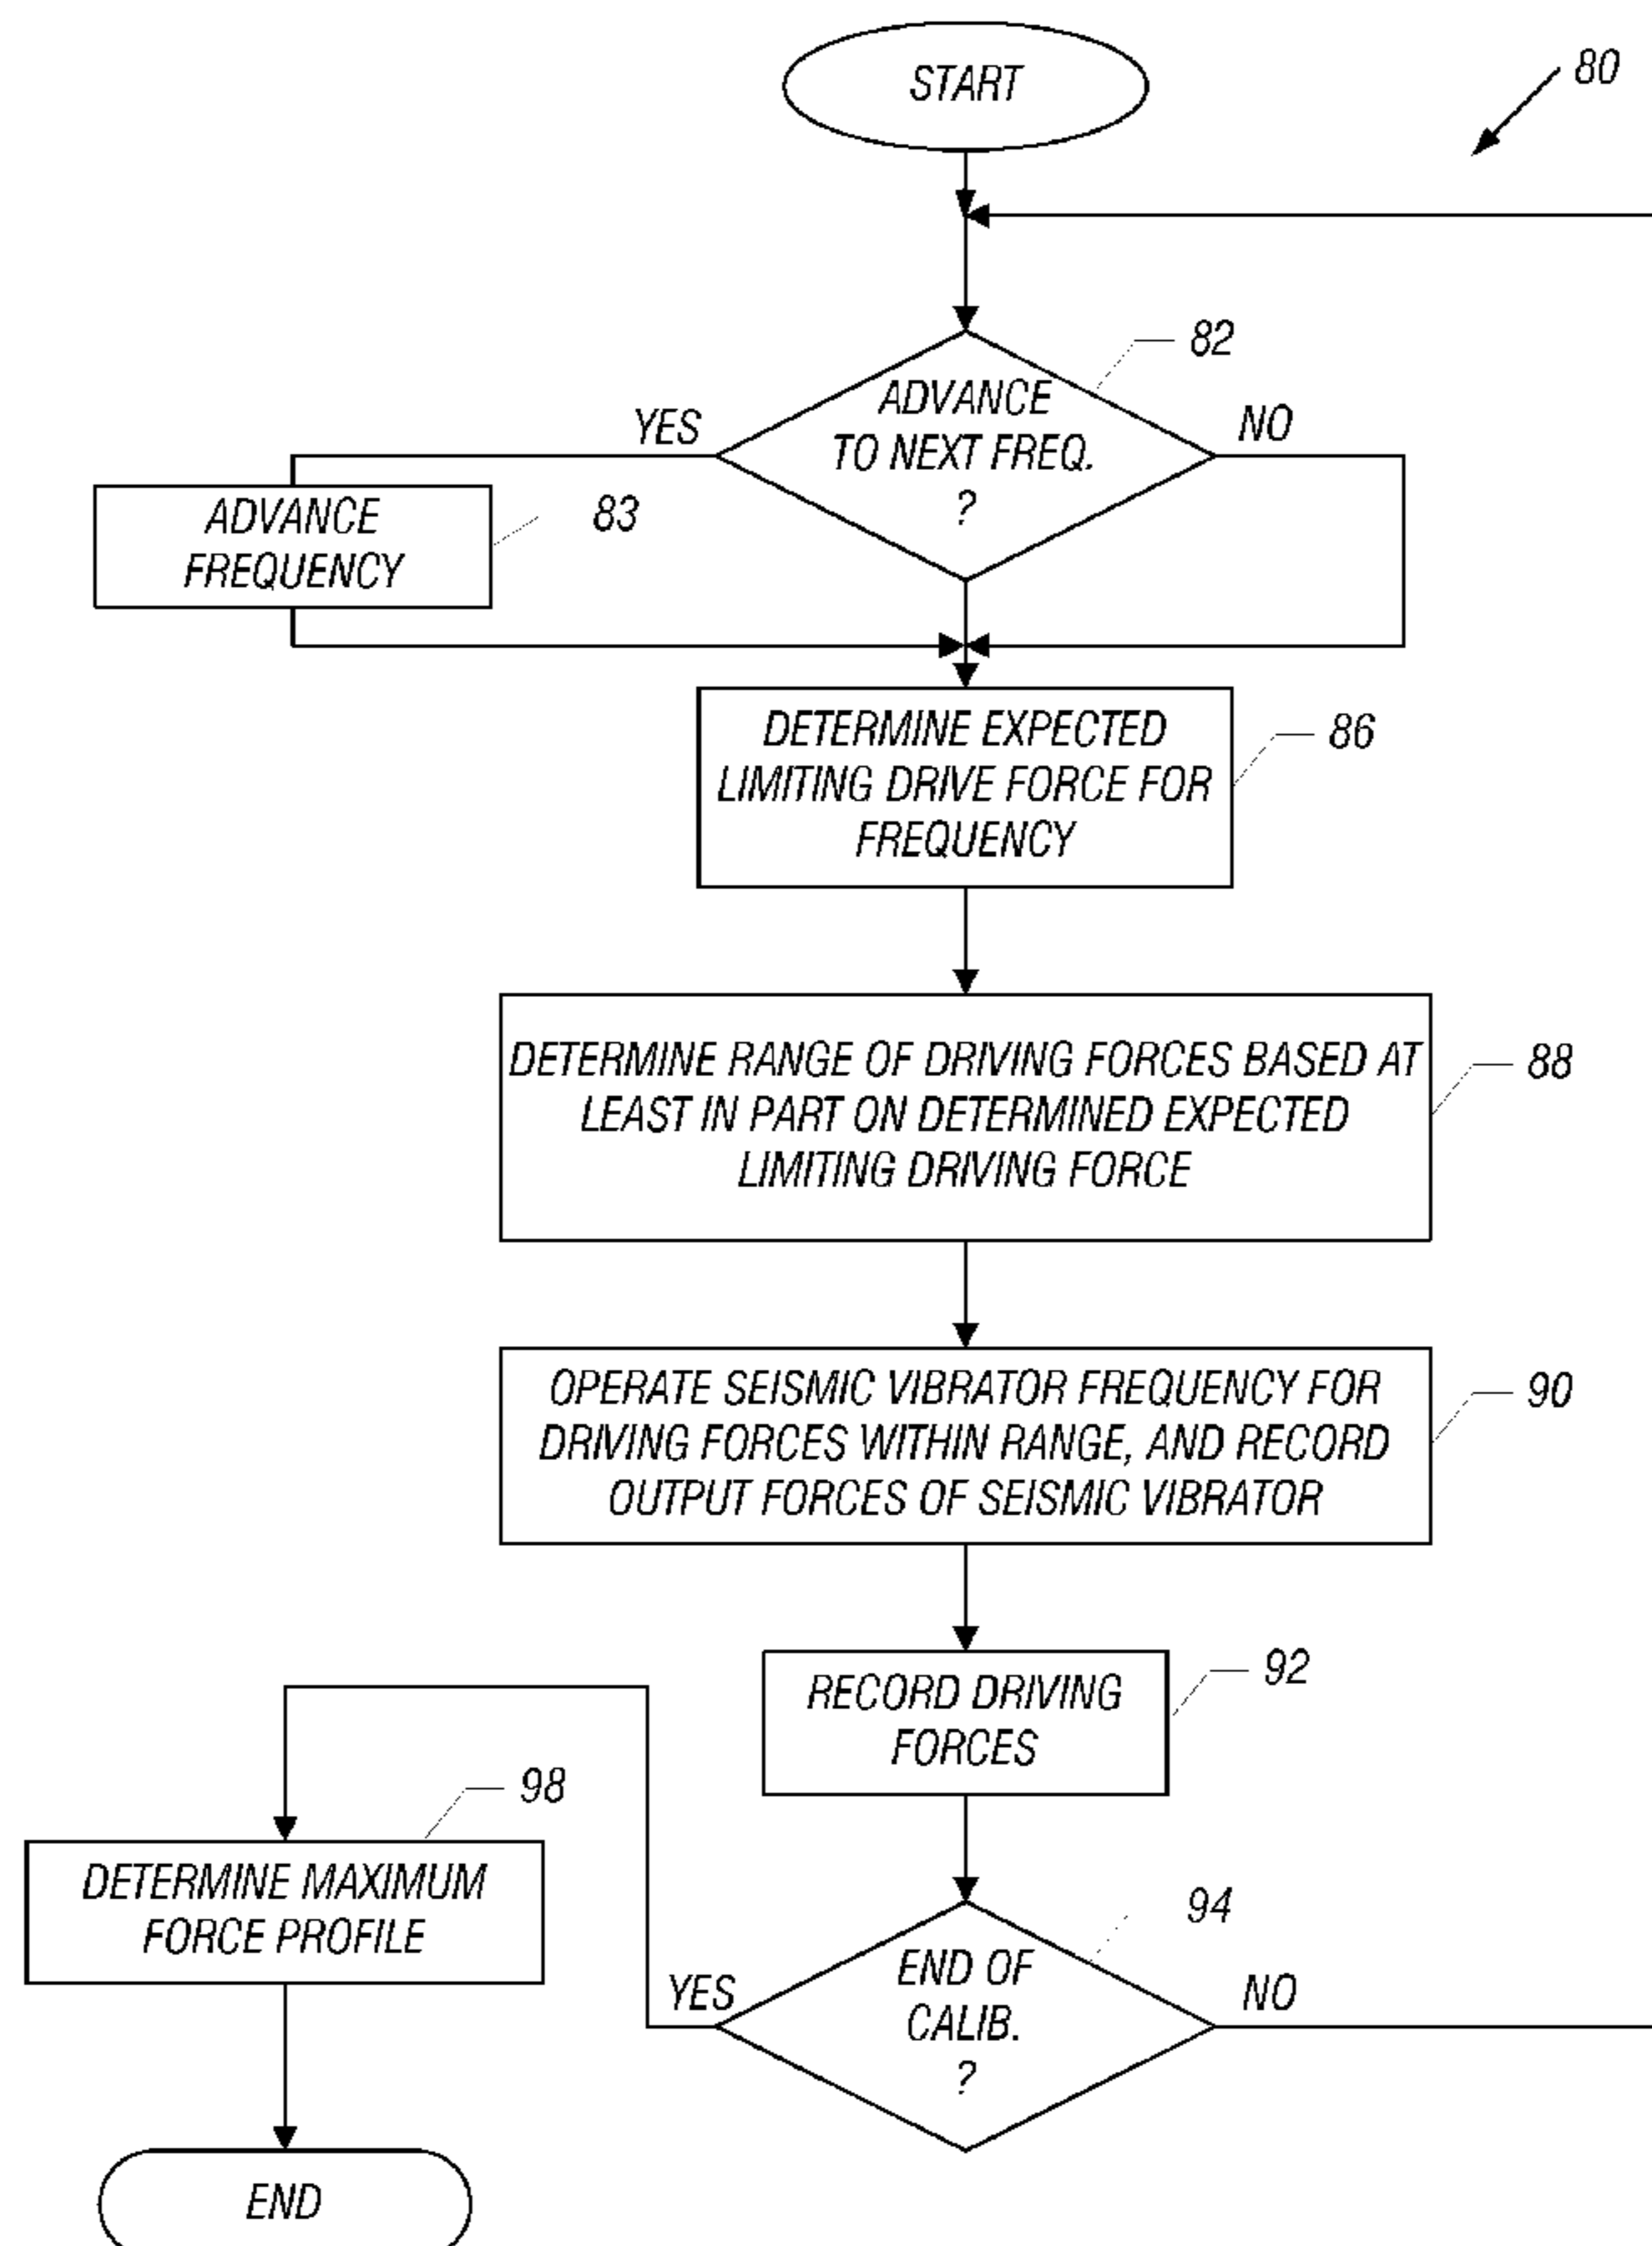 START
80
82
ADVANCE
TO NEXT FREQ.
?
YES
NO
ADVANCE
FREQUENCY
83
DETERMINE EXPECTED
LIMITING DRIVE FORCE FOR
FREQUENCY
86
DETERMINE RANGE OF DRIVING FORCES BASED AT
LEAST IN PART ON DETERMINED EXPECTED
LIMITING DRIVING FORCE
88
OPERATE SEISMIC VIBRATOR FREQUENCY FOR
DRIVING FORCES WITHIN RANGE, AND RECORD
OUTPUT FORCES OF SEISMIC VIBRATOR
90
RECORD DRIVING
FORCES
92
98
DETERMINE MAXIMUM
FORCE PROFILE
94
END OF
CALIB.
?
YES
NO
END